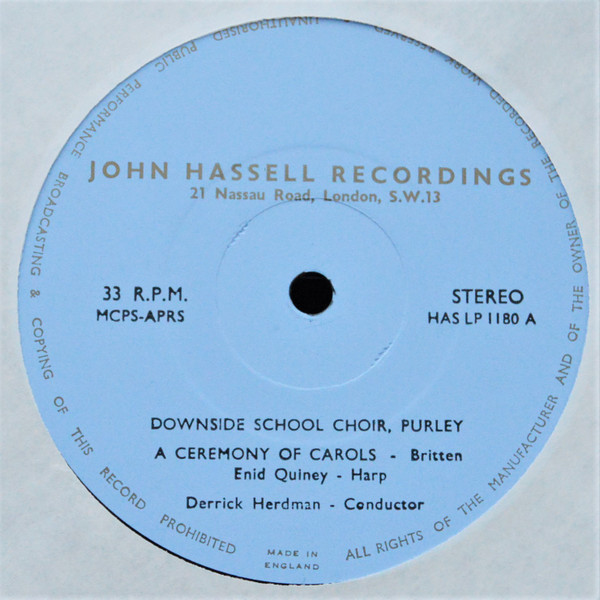 JOHN HASSELL RECORDINGS
21 Nassau Road, London, S.W.13
33 R.P.M.
MCPS-APRS
STEREO
HAS LP 1180 A
DOWNSIDE SCHOOL CHOIR, PURLEY
A CEREMONY OF CAROLS - Britten
Enid Quiney - Harp
Derrick Herdman - Conductor
MADE IN
ENGLAND
ALL RIGHTS OF THE MANUFACTURER AND OF THE OWNER OF THE RECORDED WORK RESERVED UNAUTHORISED PUBLIC PERFORMANCE BROADCASTING & COPYING OF THIS RECORD PROHIBITED